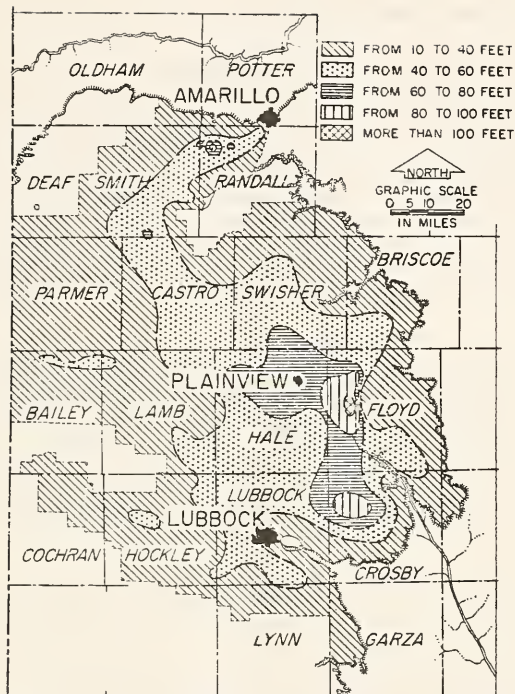 OLDHAM
POTTER
AMARILLO
FROM 10 TO 40 FEET
FROM 40 TO 60 FEET
FROM 60 TO 80 FEET
FROM 80 TO 100 FEET
MORE THAN 100 FEET
NORTH
GRAPHIC SCALE
0 5 10 20
IN MILES
DEAF SMITH
RANDALL
BRISCOE
PARMER
CASTRO
SWISHER
PLAINVIEW
BAILEY
LAMB
HALE
FLOYD
LUBBOCK
LUBBOCK
COCHRAN
HOCKLEY
CROSBY
LYNN
GARZA